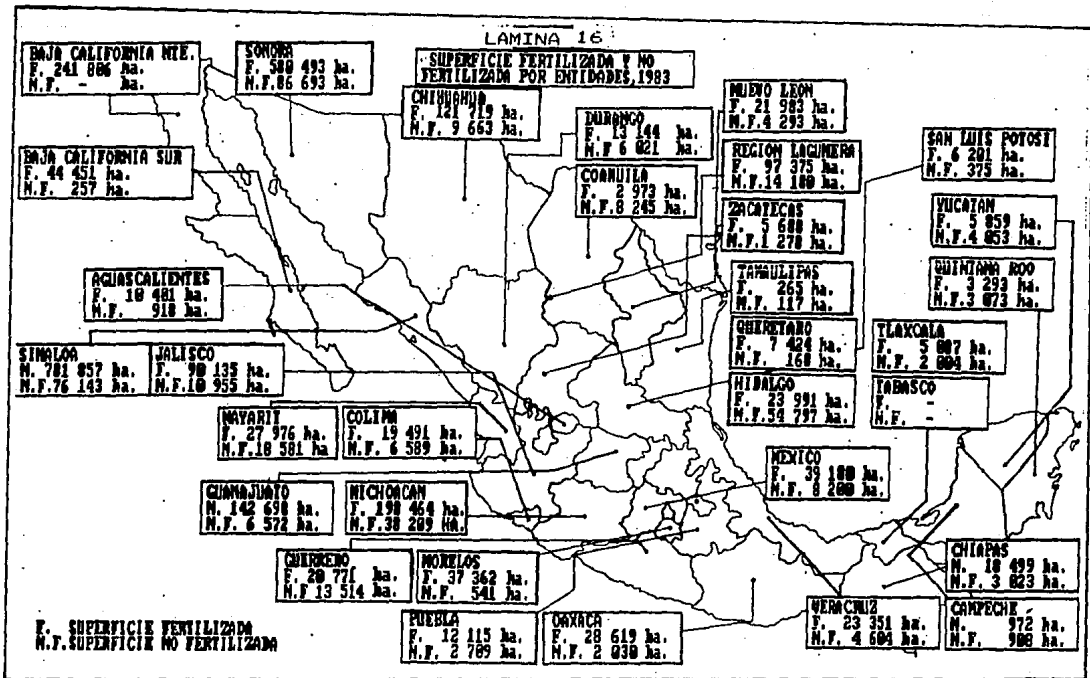 LAMINA 16
SUPERFICIE FERTILIZADA Y NO
FERTILIZADA POR ENTIDADES,1983
BAJA CALIFORNIA NTE.
F. 241 806 ha.
N.F. - ha.
SONORA
F. 580 493 ha.
N.F.86 693 ha.
CHIHUAHUA
F. 121 719 ha.
N.F. 9 663 ha.
DURANGO
F. 13 144 ha.
N.F 6 021 ha.
NUEVO LEON
F. 21 983 ha.
N.F.4 293 ha.
BAJA CALIFORNIA SUR
F. 44 451 ha.
N.F. 257 ha.
COAHUILA
F. 2 973 ha.
N.F.8 245 ha.
REGION LAGUNERA
F. 97 375 ha.
N.F.14 180 ha.
SAN LUIS POTOSI
F. 6 201 ha.
N.F. 375 ha.
ZACATECAS
F. 5 688 ha.
N.F.1 278 ha.
YUCATAN
F. 5 859 ha.
N.F.4 053 ha.
AGUASCALIENTES
F. 10 401 ha.
N.F. 918 ha.
TAMAULIPAS
F. 265 ha.
N.F. 117 ha.
QUINTANA ROO
F. 3 293 ha.
N.F.3 073 ha.
SINALOA
N. 781 857 ha.
N.F.76 143 ha.
JALISCO
F. 90 135 ha.
N.F.10 955 ha.
QUERETARO
F. 7 424 ha.
N.F. 168 ha.
TLAXCALA
F. 5 007 ha.
N.F. 2 004 ha.
HIDALGO
F. 23 991 ha.
N.F.54 797 ha.
TABASCO
F. -
N.F. -
NAYARIT
F. 27 976 ha.
N.F.18 581 ha
COLIMA
F. 19 491 ha.
N.F. 6 589 ha.
MEXICO
F. 39 180 ha.
N.F. 8 200 ha.
GUANAJUATO
N. 142 698 ha.
N.F. 6 572 ha.
MICHOACAN
F. 198 464 ha.
N.F.38 209 HA.
GUERRERO
F. 20 771 ha.
N.F 13 514 ha.
MORELOS
F. 37 362 ha.
N.F. 541 ha.
CHIAPAS
N. 18 499 ha.
N.F. 3 023 ha.
PUEBLA
F. 12 115 ha.
N.F. 2 789 ha.
OAXACA
F. 28 619 ha.
N.F. 2 030 ha.
VERACRUZ
F. 23 351 ha.
N.F. 4 604 ha.
CAMPECHE
N. 972 ha.
N.F. 908 ha.
F. SUPERFICIE FERTILIZADA
N.F.SUPERFICIE NO FERTILIZADA